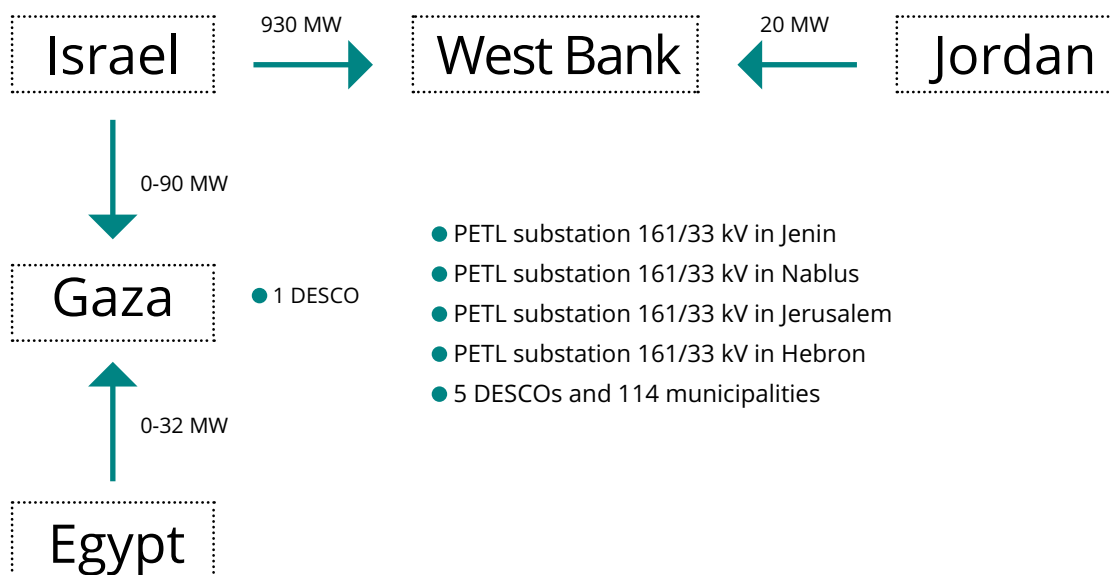 930 MW
20 MW
Israel
West Bank
Jordan
0-90 MW
Gaza
1 DESCO
PETL substation 161/33 kV in Jenin
PETL substation 161/33 kV in Nablus
PETL substation 161/33 kV in Jerusalem
PETL substation 161/33 kV in Hebron
5 DESCOs and 114 municipalities
0-32 MW
Egypt